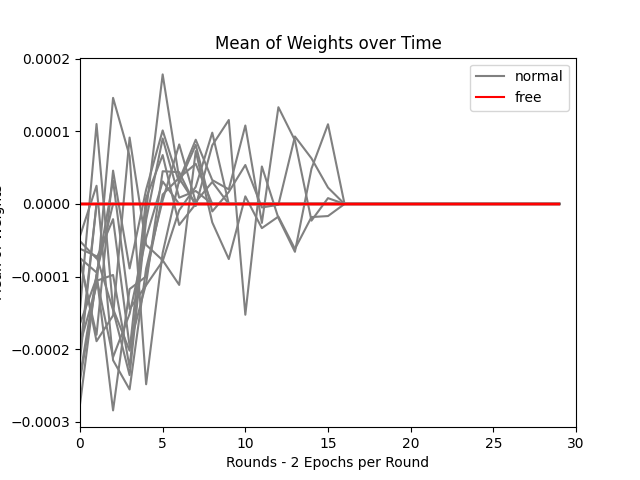 Mean of Weights over Time
0.0002
0.0001
0.0000
−0.0001
−0.0002
−0.0003
0 5 10 15 20 25 30
Rounds - 2 Epochs per Round
normal
free